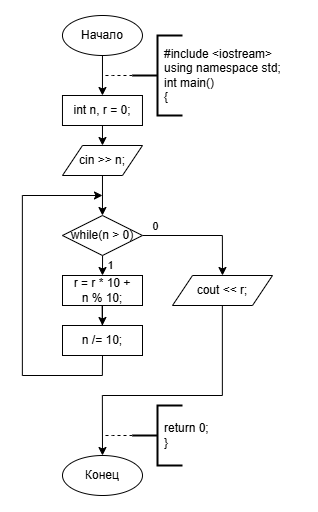 Начало
#include <iostream>
using namespace std;
int main()
{
int n, r = 0;
cin >> n;
while(n > 0)
0
1
r = r * 10 +
n % 10;
cout << r;
n /= 10;
return 0;
}
Конец